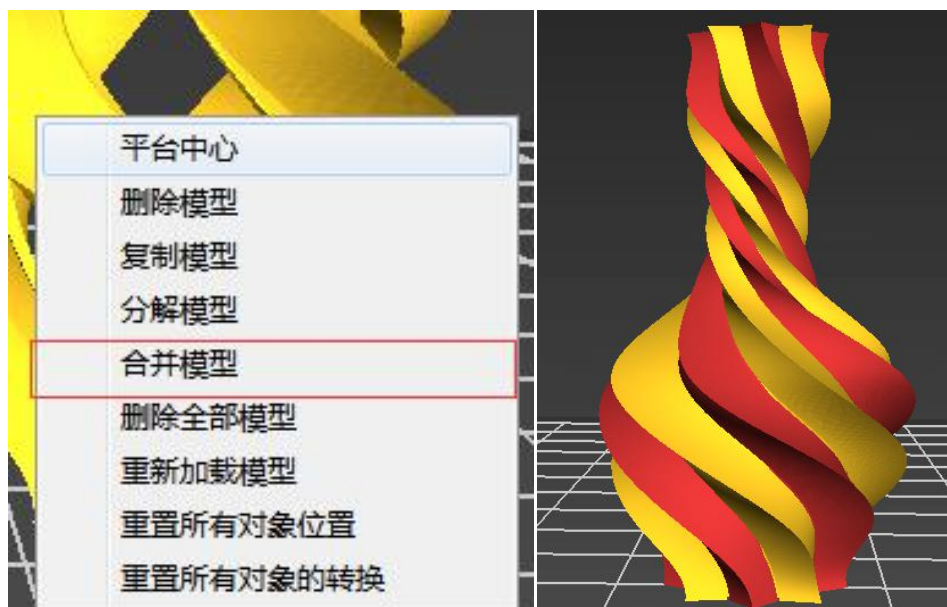 平台中心
删除模型
复制模型
分解模型
合并模型
删除全部模型
重新加载模型
重置所有对象位置
重置所有对象的转换